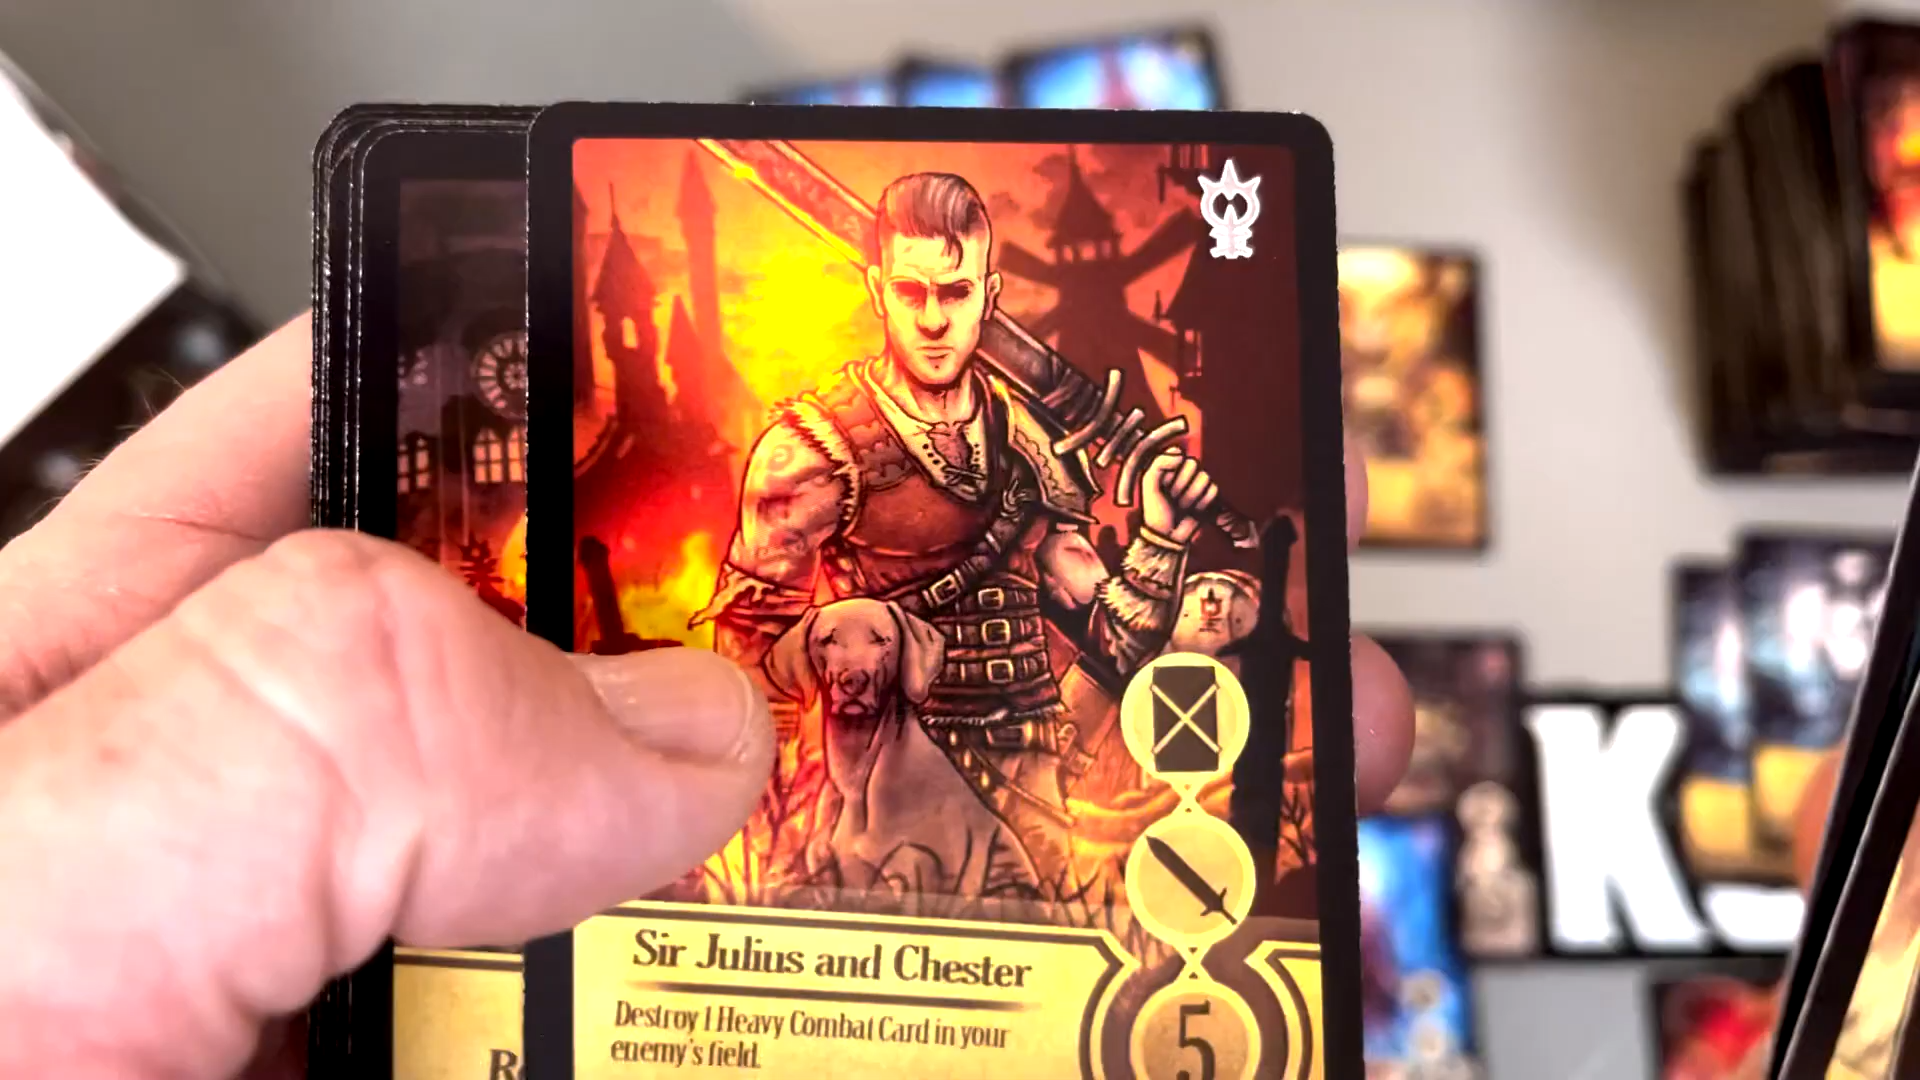 Sir Julius and Chester
Destroy 1 Heavy Combat Card in your
enemy's field.
5
K